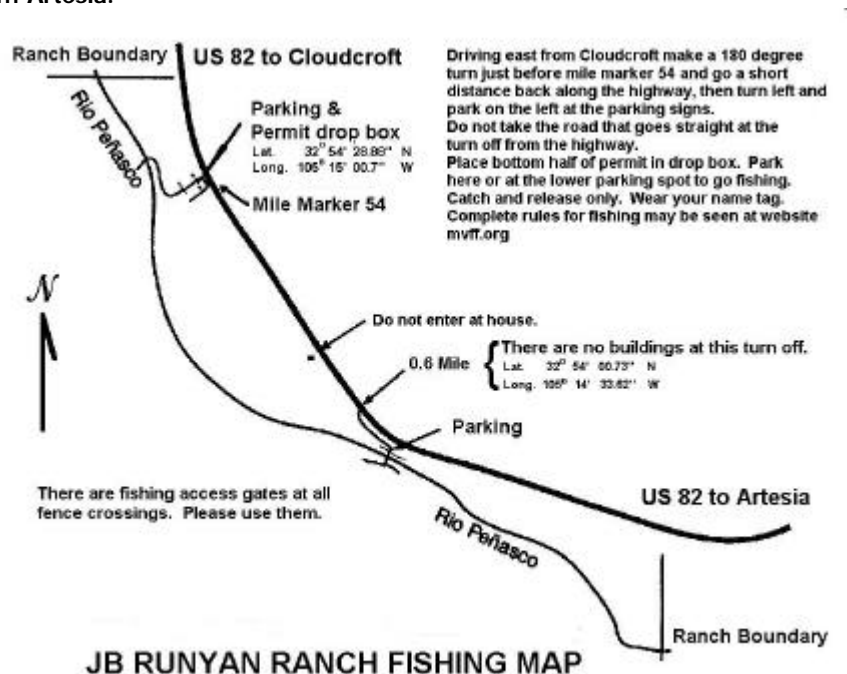 Ranch Boundary
US 82 to Cloudcroft
Driving east from Cloudcroft make a 180 degree
turn just before mile marker 54 and go a short
distance back along the highway, then turn left and
park on the left at the parking signs.
Do not take the road that goes straight at the
turn off from the highway.
Place bottom half of permit in drop box. Park
here or at the lower parking spot to go fishing.
Catch and release only. Wear your name tag.
Complete rules for fishing may be seen at website
mvff.org
Rio Peñasco
Parking &
Permit drop box
Lat. 32° 54' 28.88" N
Long. 105° 15' 00.7" W
Mile Marker 54
N
Do not enter at house.
0.6 Mile
There are no buildings at this turn off.
Lat. 32° 54' 00.73" N
Long. 105° 14' 33.62" W
Parking
There are fishing access gates at all
fence crossings. Please use them.
US 82 to Artesia
Rio Peñasco
Ranch Boundary
JB RUNYAN RANCH FISHING MAP